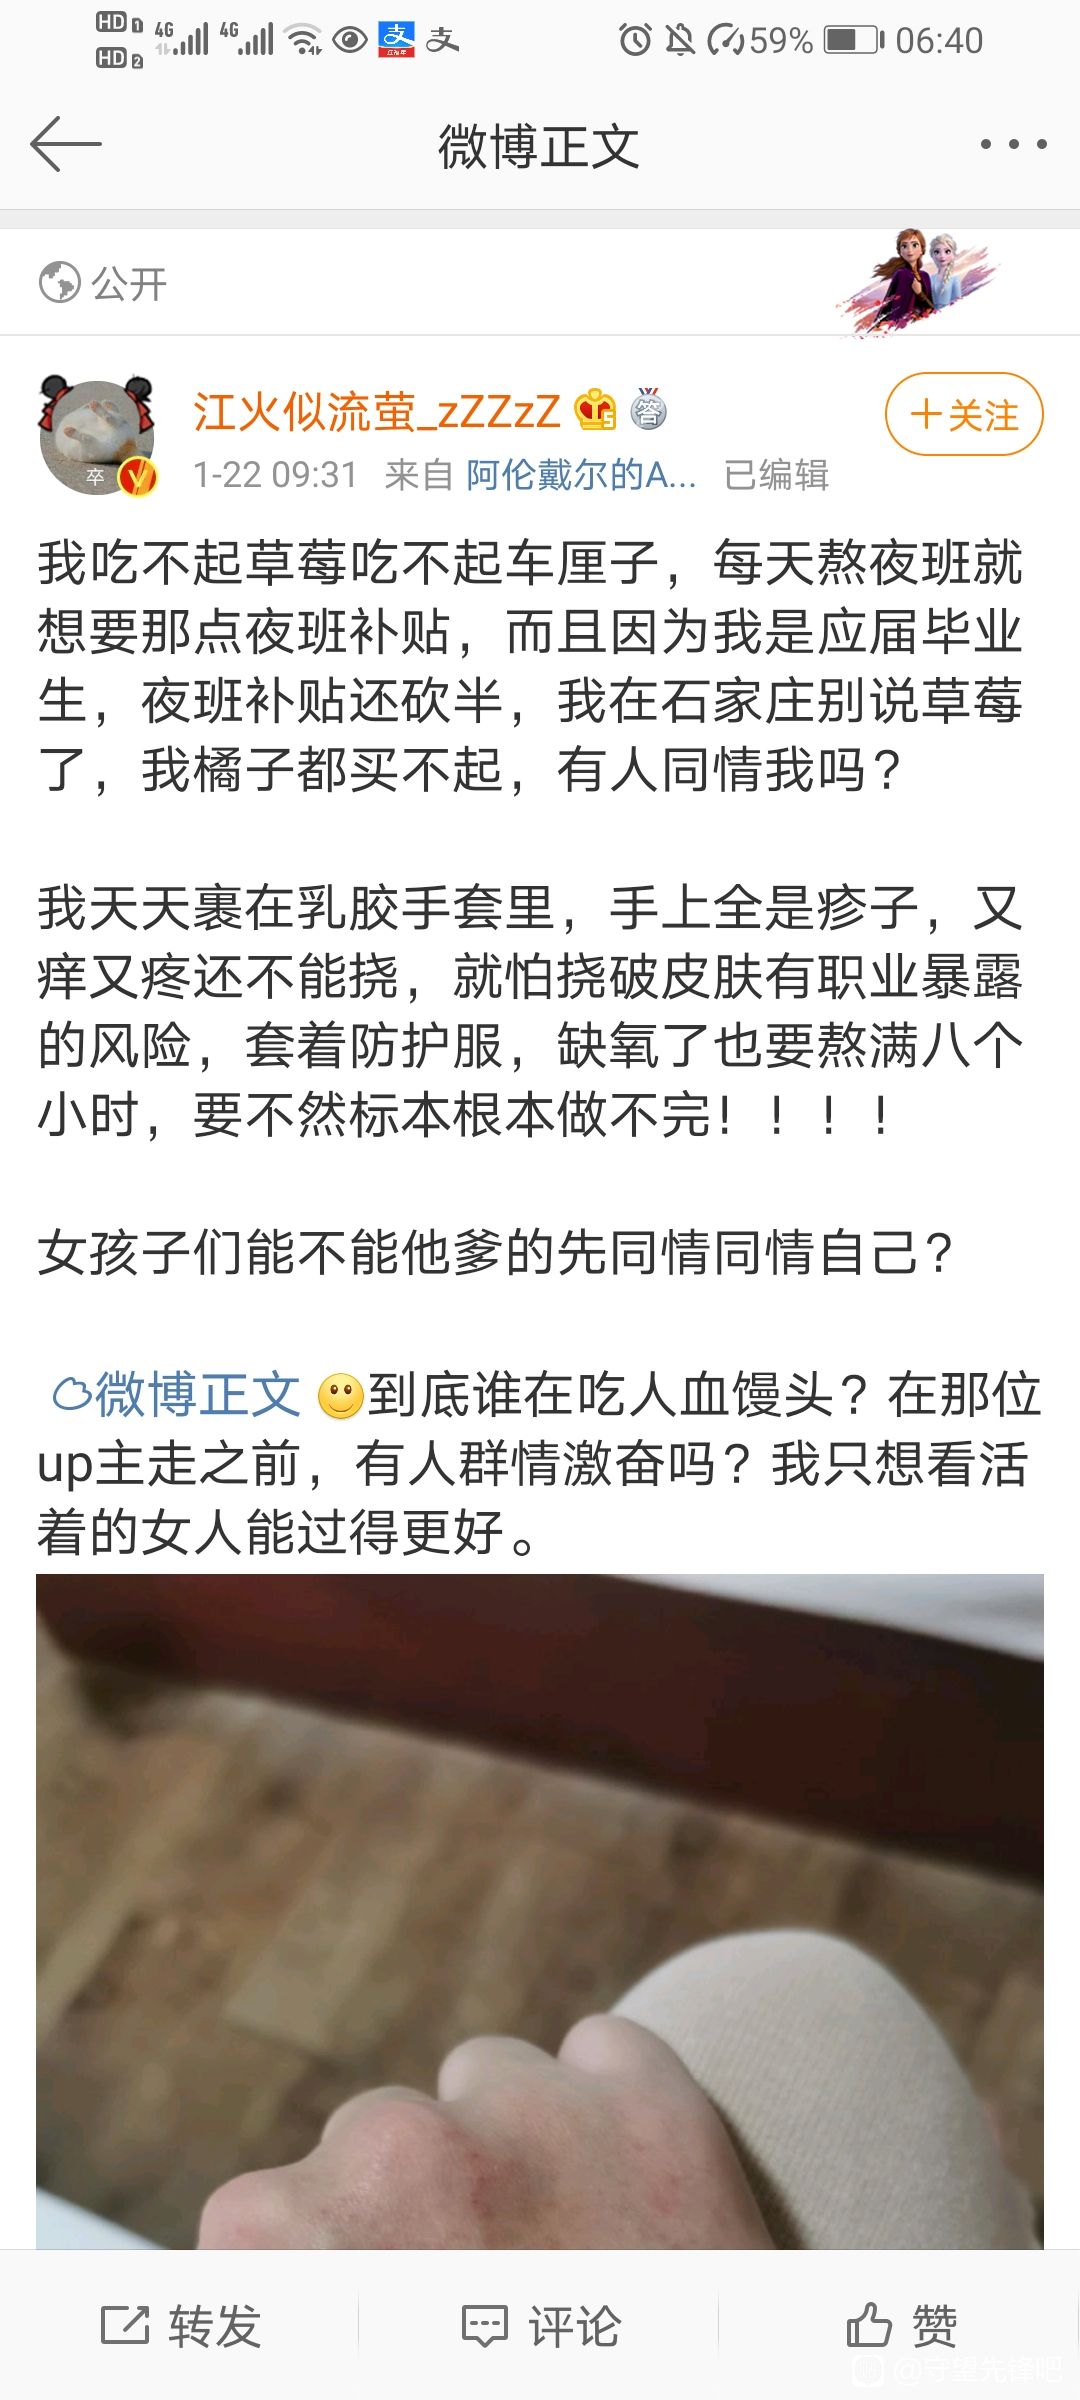 HD 1 4G 4G 59% 06:40
HD 2
微博正文
公开
江火似流萤_zZZzZ
1-22 09:31 来自 阿伦戴尔的A... 已编辑
+关注
卒
我吃不起草莓吃不起车厘子，每天熬夜班就
想要那点夜班补贴，而且因为我是应届毕业
生，夜班补贴还砍半，我在石家庄别说草莓
了，我橘子都买不起，有人同情我吗？
我天天裹在乳胶手套里，手上全是疹子，又
痒又疼还不能挠，就怕挠破皮肤有职业暴露
的风险，套着防护服，缺氧了也要熬满八个
小时，要不然标本根本做不完！！！！
女孩子们能不能他爹的先同情同情自己？
微博正文 到底谁在吃人血馒头？在那位
up主走之前，有人群情激奋吗？我只想看活
着的女人能过得更好。
转发 评论 赞
@守望先锋吧